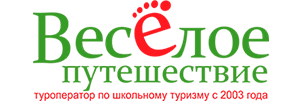 Весёлое
путешествие
туроператор по школьному туризму с 2003 года